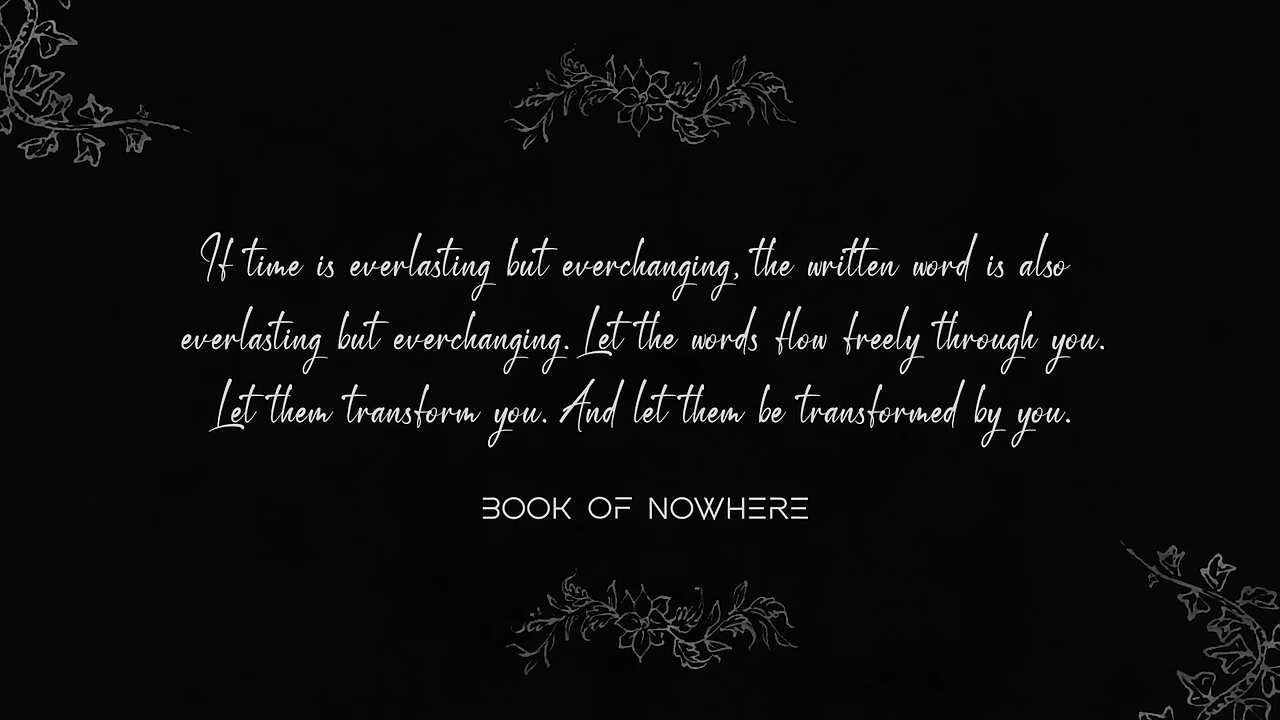 If time is everlasting but everchanging, the written word is also
everlasting but everchanging. Let the words flow freely through you.
Let them transform you. And let them be transformed by you.
BOOK OF NOWHERE